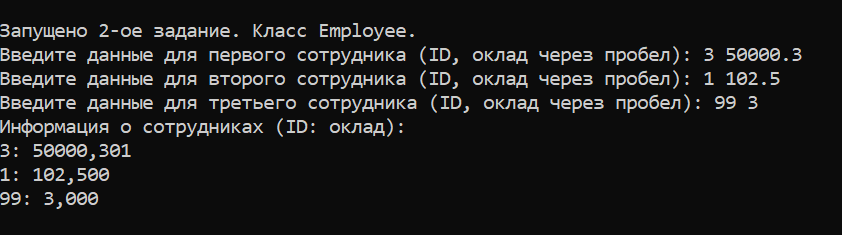 Запущено 2-ое задание. Класс Employee.
Введите данные для первого сотрудника (ID, оклад через пробел): 3 50000.3
Введите данные для второго сотрудника (ID, оклад через пробел): 1 102.5
Введите данные для третьего сотрудника (ID, оклад через пробел): 99 3
Информация о сотрудниках (ID: оклад):
3: 50000,301
1: 102,500
99: 3,000